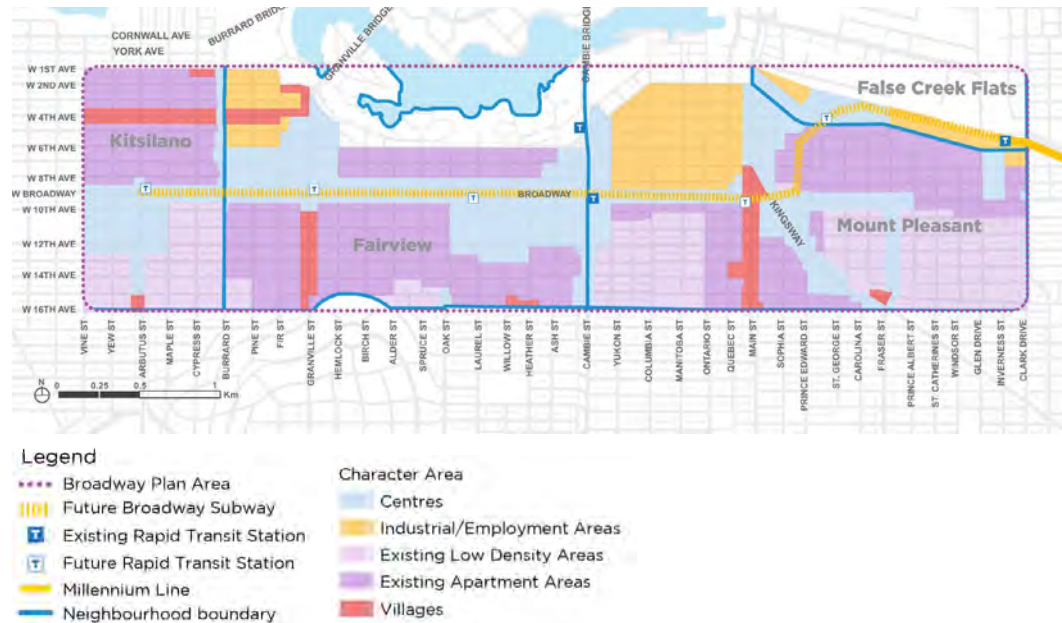 CORNWALL AVE
YORK AVE
BURRARD BRIDGE
GRANVILLE BRIDGE
CAMBIE BRIDGE
W 1ST AVE
W 2ND AVE
W 4TH AVE
W 6TH AVE
W 8TH AVE
W BROADWAY
W 10TH AVE
W 12TH AVE
W 14TH AVE
W 16TH AVE
False Creek Flats
Kitsilano
BROADWAY
KINGSWAY
Fairview
Mount Pleasant
VINE ST
YEW ST
ARBUTUS ST
MAPLE ST
CYPRESS ST
BURRARD ST
PINE ST
FIR ST
GRANVILLE ST
HEMLOCK ST
BIRCH ST
ALDER ST
SPRUCE ST
OAK ST
LAUREL ST
WILLOW ST
HEATHER ST
ASH ST
CAMBIE ST
YUKON ST
COLUMBIA ST
MANITOBA ST
ONTARIO ST
QUEBEC ST
MAIN ST
SOPHIA ST
PRINCE EDWARD ST
ST. GEORGE ST
CAROLINA ST
FRASER ST
PRINCE ALBERT ST
ST. CATHERINES ST
WINDSOR ST
GLEN DRIVE
INVERNESS ST
CLARK DRIVE
N
0 0.25 0.5 1
Km
T
T
T
T
T
T
T
T
Legend
Broadway Plan Area
Future Broadway Subway
T Existing Rapid Transit Station
T Future Rapid Transit Station
Millennium Line
Neighbourhood boundary
Character Area
Centres
Industrial/Employment Areas
Existing Low Density Areas
Existing Apartment Areas
Villages